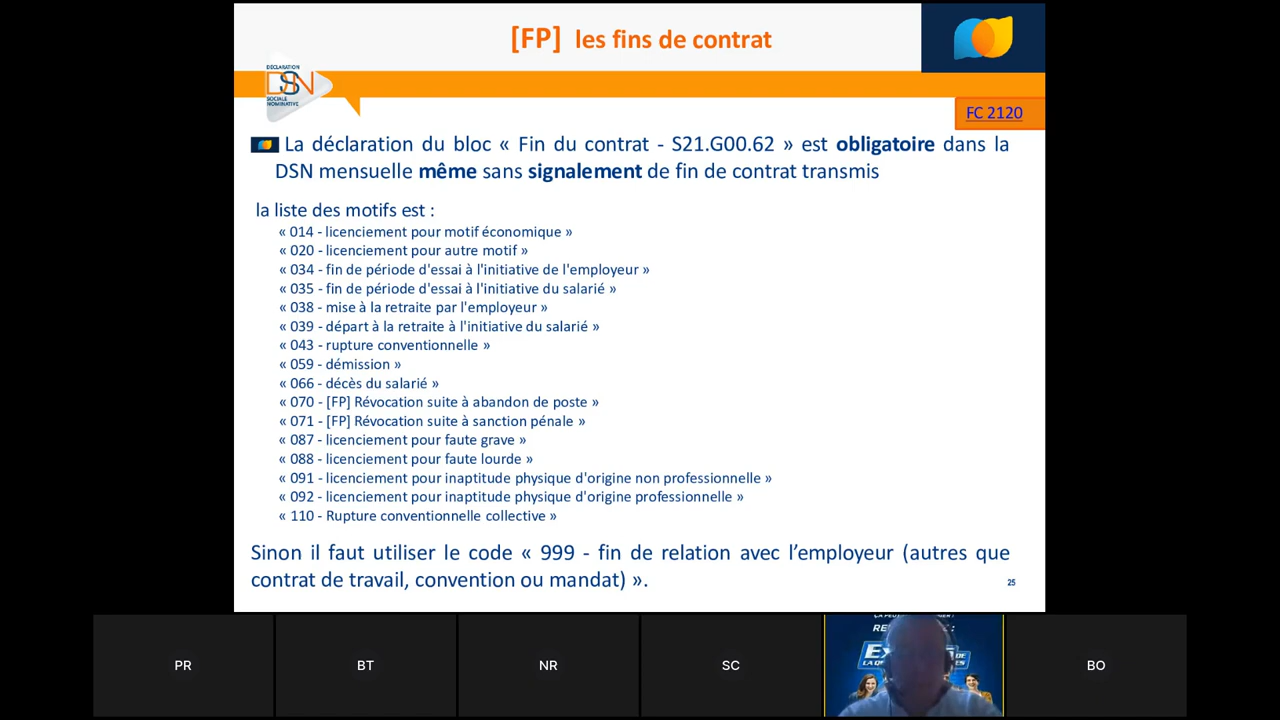 [FP] les fins de contrat
DÉCLARATION
DSN
SOCIALE
NOMINATIVE
FC 2120
La déclaration du bloc « Fin du contrat - S21.G00.62 » est obligatoire dans la
DSN mensuelle même sans signalement de fin de contrat transmis
la liste des motifs est :
« 014 - licenciement pour motif économique »
« 020 - licenciement pour autre motif »
« 034 - fin de période d'essai à l'initiative de l'employeur »
« 035 - fin de période d'essai à l'initiative du salarié »
« 038 - mise à la retraite par l'employeur »
« 039 - départ à la retraite à l'initiative du salarié »
« 043 - rupture conventionnelle »
« 059 - démission »
« 066 - décès du salarié »
« 070 - [FP] Révocation suite à abandon de poste »
« 071 - [FP] Révocation suite à sanction pénale »
« 087 - licenciement pour faute grave »
« 088 - licenciement pour faute lourde »
« 091 - licenciement pour inaptitude physique d'origine non professionnelle »
« 092 - licenciement pour inaptitude physique d'origine professionnelle »
« 110 - Rupture conventionnelle collective »
Sinon il faut utiliser le code « 999 - fin de relation avec l’employeur (autres que
contrat de travail, convention ou mandat) ».
25
PR
BT
NR
SC
BO